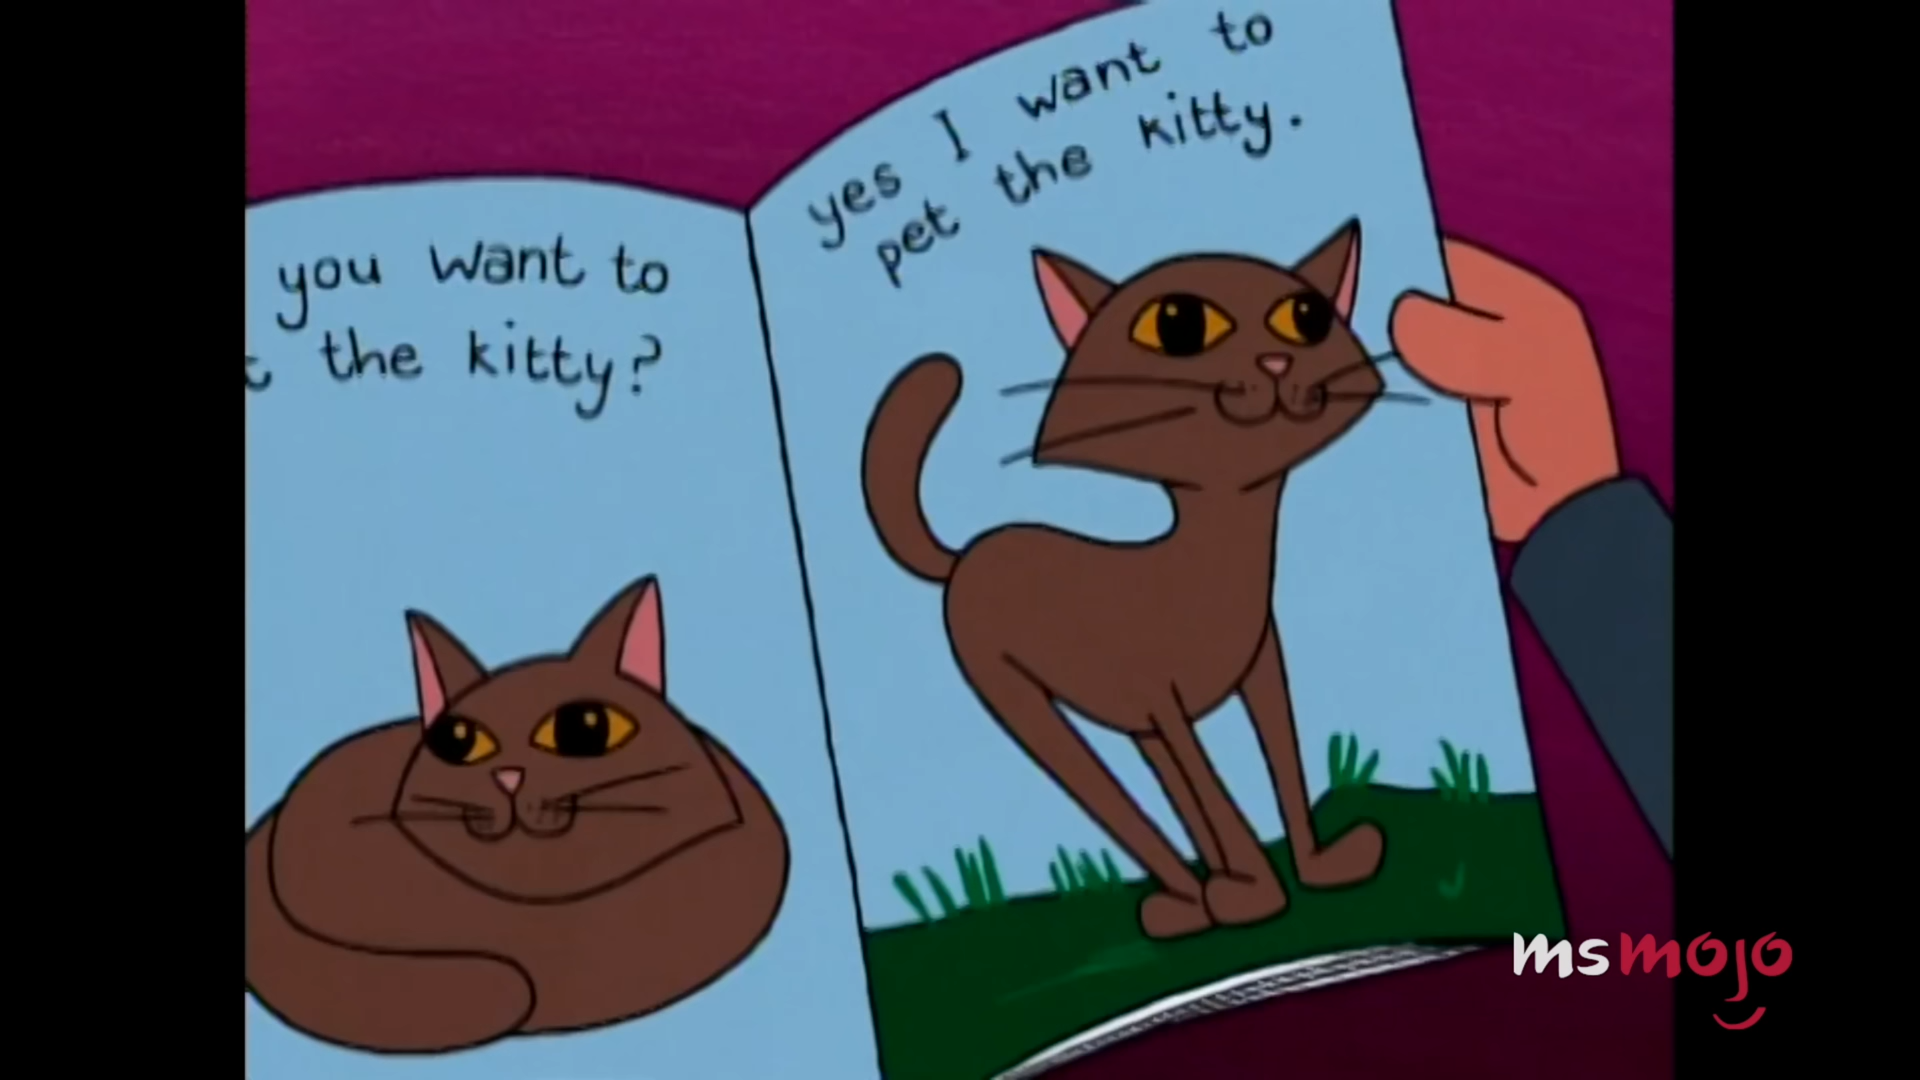 you want to
the kitty?
yes I want to
pet the kitty.
msmojo